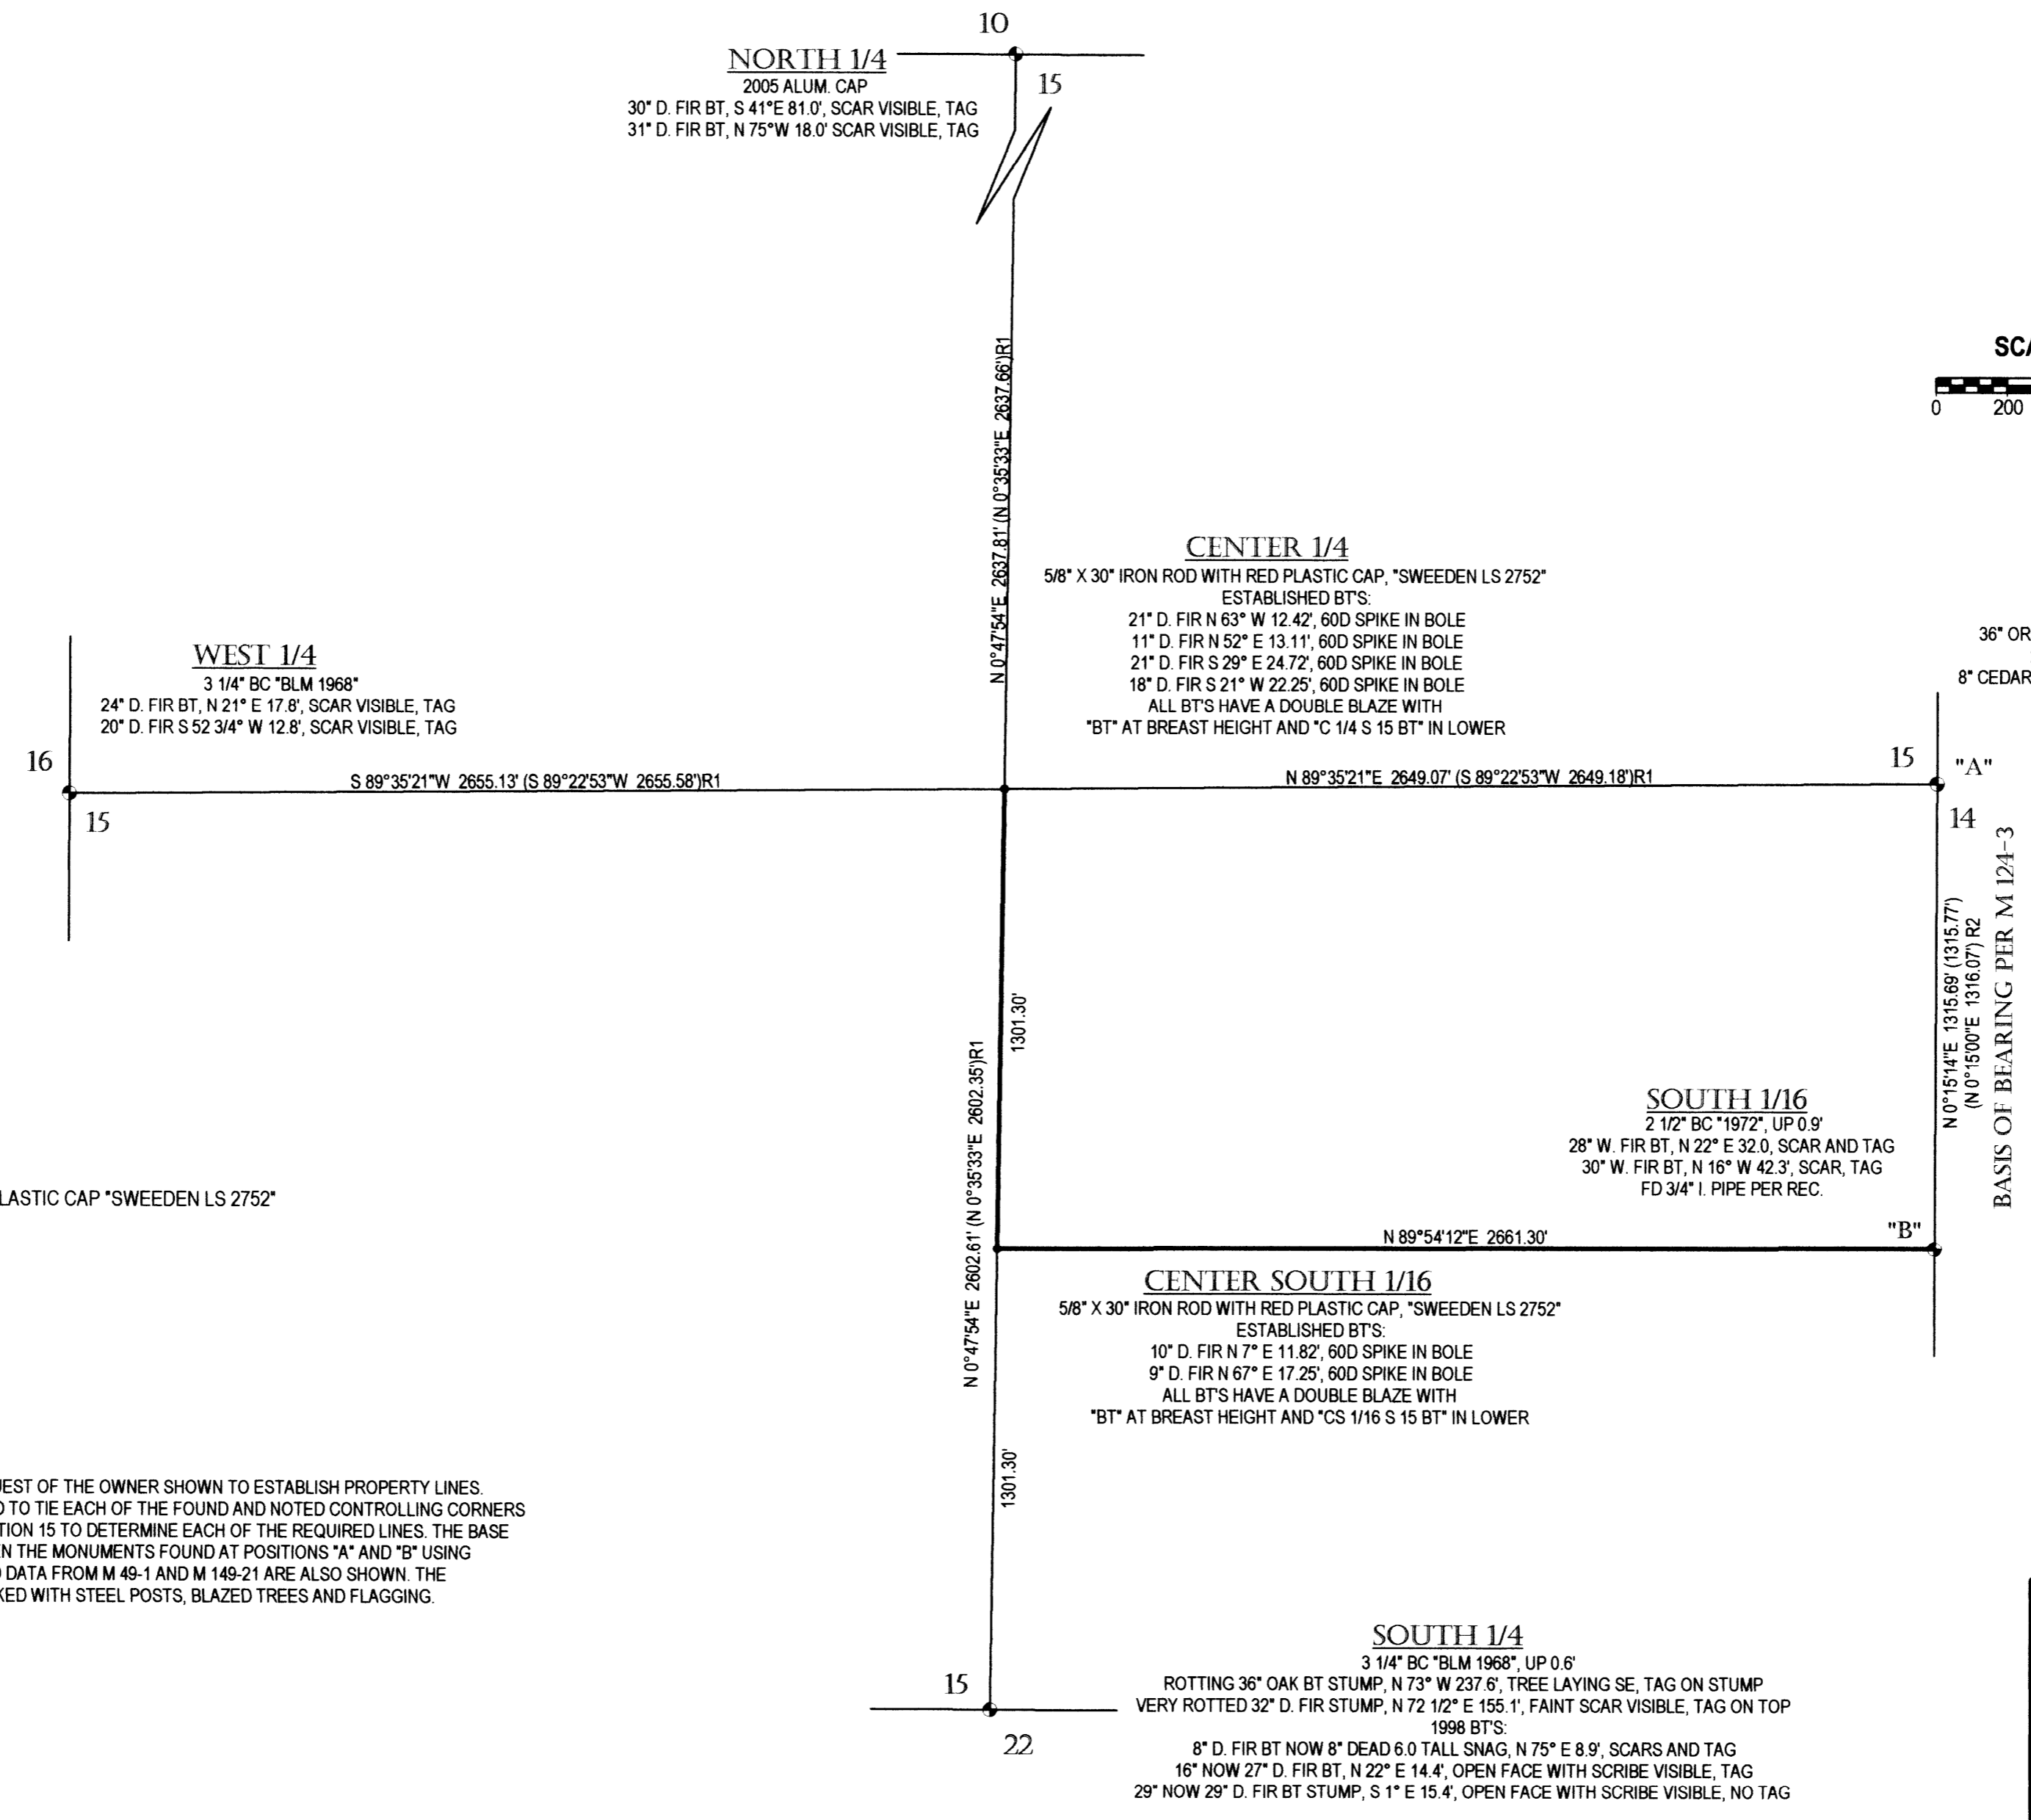 10
NORTH 1/4
2005 ALUM. CAP
30" D. FIR BT, S 41°E 81.0', SCAR VISIBLE, TAG
31" D. FIR BT, N 75°W 18.0' SCAR VISIBLE, TAG
15
N 0°47'54"E 2637.81' (N 0°35'33"E 2637.66')R1
SCA
0 200
CENTER 1/4
5/8" X 30" IRON ROD WITH RED PLASTIC CAP, "SWEEDEN LS 2752"
ESTABLISHED BT'S:
21" D. FIR N 63° W 12.42', 60D SPIKE IN BOLE
11" D. FIR N 52° E 13.11', 60D SPIKE IN BOLE
21" D. FIR S 29° E 24.72', 60D SPIKE IN BOLE
18" D. FIR S 21° W 22.25', 60D SPIKE IN BOLE
ALL BT'S HAVE A DOUBLE BLAZE WITH
"BT" AT BREAST HEIGHT AND "C 1/4 S 15 BT" IN LOWER
36" OR
8" CEDAR
WEST 1/4
3 1/4" BC "BLM 1968"
24" D. FIR BT, N 21° E 17.8', SCAR VISIBLE, TAG
20" D. FIR S 52 3/4° W 12.8', SCAR VISIBLE, TAG
16
15
S 89°35'21"W 2655.13' (S 89°22'53"W 2655.58')R1
N 89°35'21"E 2649.07' (S 89°22'53"W 2649.18')R1
15
"A"
14
N 0°15'14"E 1315.69' (1315.77')
(N 0°15'00"E 1316.07') R2
BASIS OF BEARING PER M 124-3
1301.30'
N 0°47'54"E 2602.61' (N 0°35'33"E 2602.35')R1
SOUTH 1/16
2 1/2" BC "1972", UP 0.9'
28" W. FIR BT, N 22° E 32.0, SCAR AND TAG
30" W. FIR BT, N 16° W 42.3', SCAR, TAG
FD 3/4" I. PIPE PER REC.
LASTIC CAP "SWEEDEN LS 2752"
N 89°54'12"E 2661.30'
"B"
CENTER SOUTH 1/16
5/8" X 30" IRON ROD WITH RED PLASTIC CAP, "SWEEDEN LS 2752"
ESTABLISHED BT'S:
10" D. FIR N 7° E 11.82', 60D SPIKE IN BOLE
9" D. FIR N 67° E 17.25', 60D SPIKE IN BOLE
ALL BT'S HAVE A DOUBLE BLAZE WITH
"BT" AT BREAST HEIGHT AND "CS 1/16 S 15 BT" IN LOWER
1301.30'
UEST OF THE OWNER SHOWN TO ESTABLISH PROPERTY LINES.
D TO TIE EACH OF THE FOUND AND NOTED CONTROLLING CORNERS
TION 15 TO DETERMINE EACH OF THE REQUIRED LINES. THE BASE
EN THE MONUMENTS FOUND AT POSITIONS "A" AND "B" USING
D DATA FROM M 49-1 AND M 149-21 ARE ALSO SHOWN. THE
KED WITH STEEL POSTS, BLAZED TREES AND FLAGGING.
SOUTH 1/4
3 1/4" BC "BLM 1968", UP 0.6'
ROTTING 36" OAK BT STUMP, N 73° W 237.6', TREE LAYING SE, TAG ON STUMP
VERY ROTTED 32" D. FIR STUMP, N 72 1/2° E 155.1', FAINT SCAR VISIBLE, TAG ON TOP
1998 BT'S:
8" D. FIR BT NOW 8" DEAD 6.0 TALL SNAG, N 75° E 8.9', SCARS AND TAG
16" NOW 27" D. FIR BT, N 22° E 14.4', OPEN FACE WITH SCRIBE VISIBLE, TAG
29" NOW 29" D. FIR BT STUMP, S 1° E 15.4', OPEN FACE WITH SCRIBE VISIBLE, NO TAG
15
22